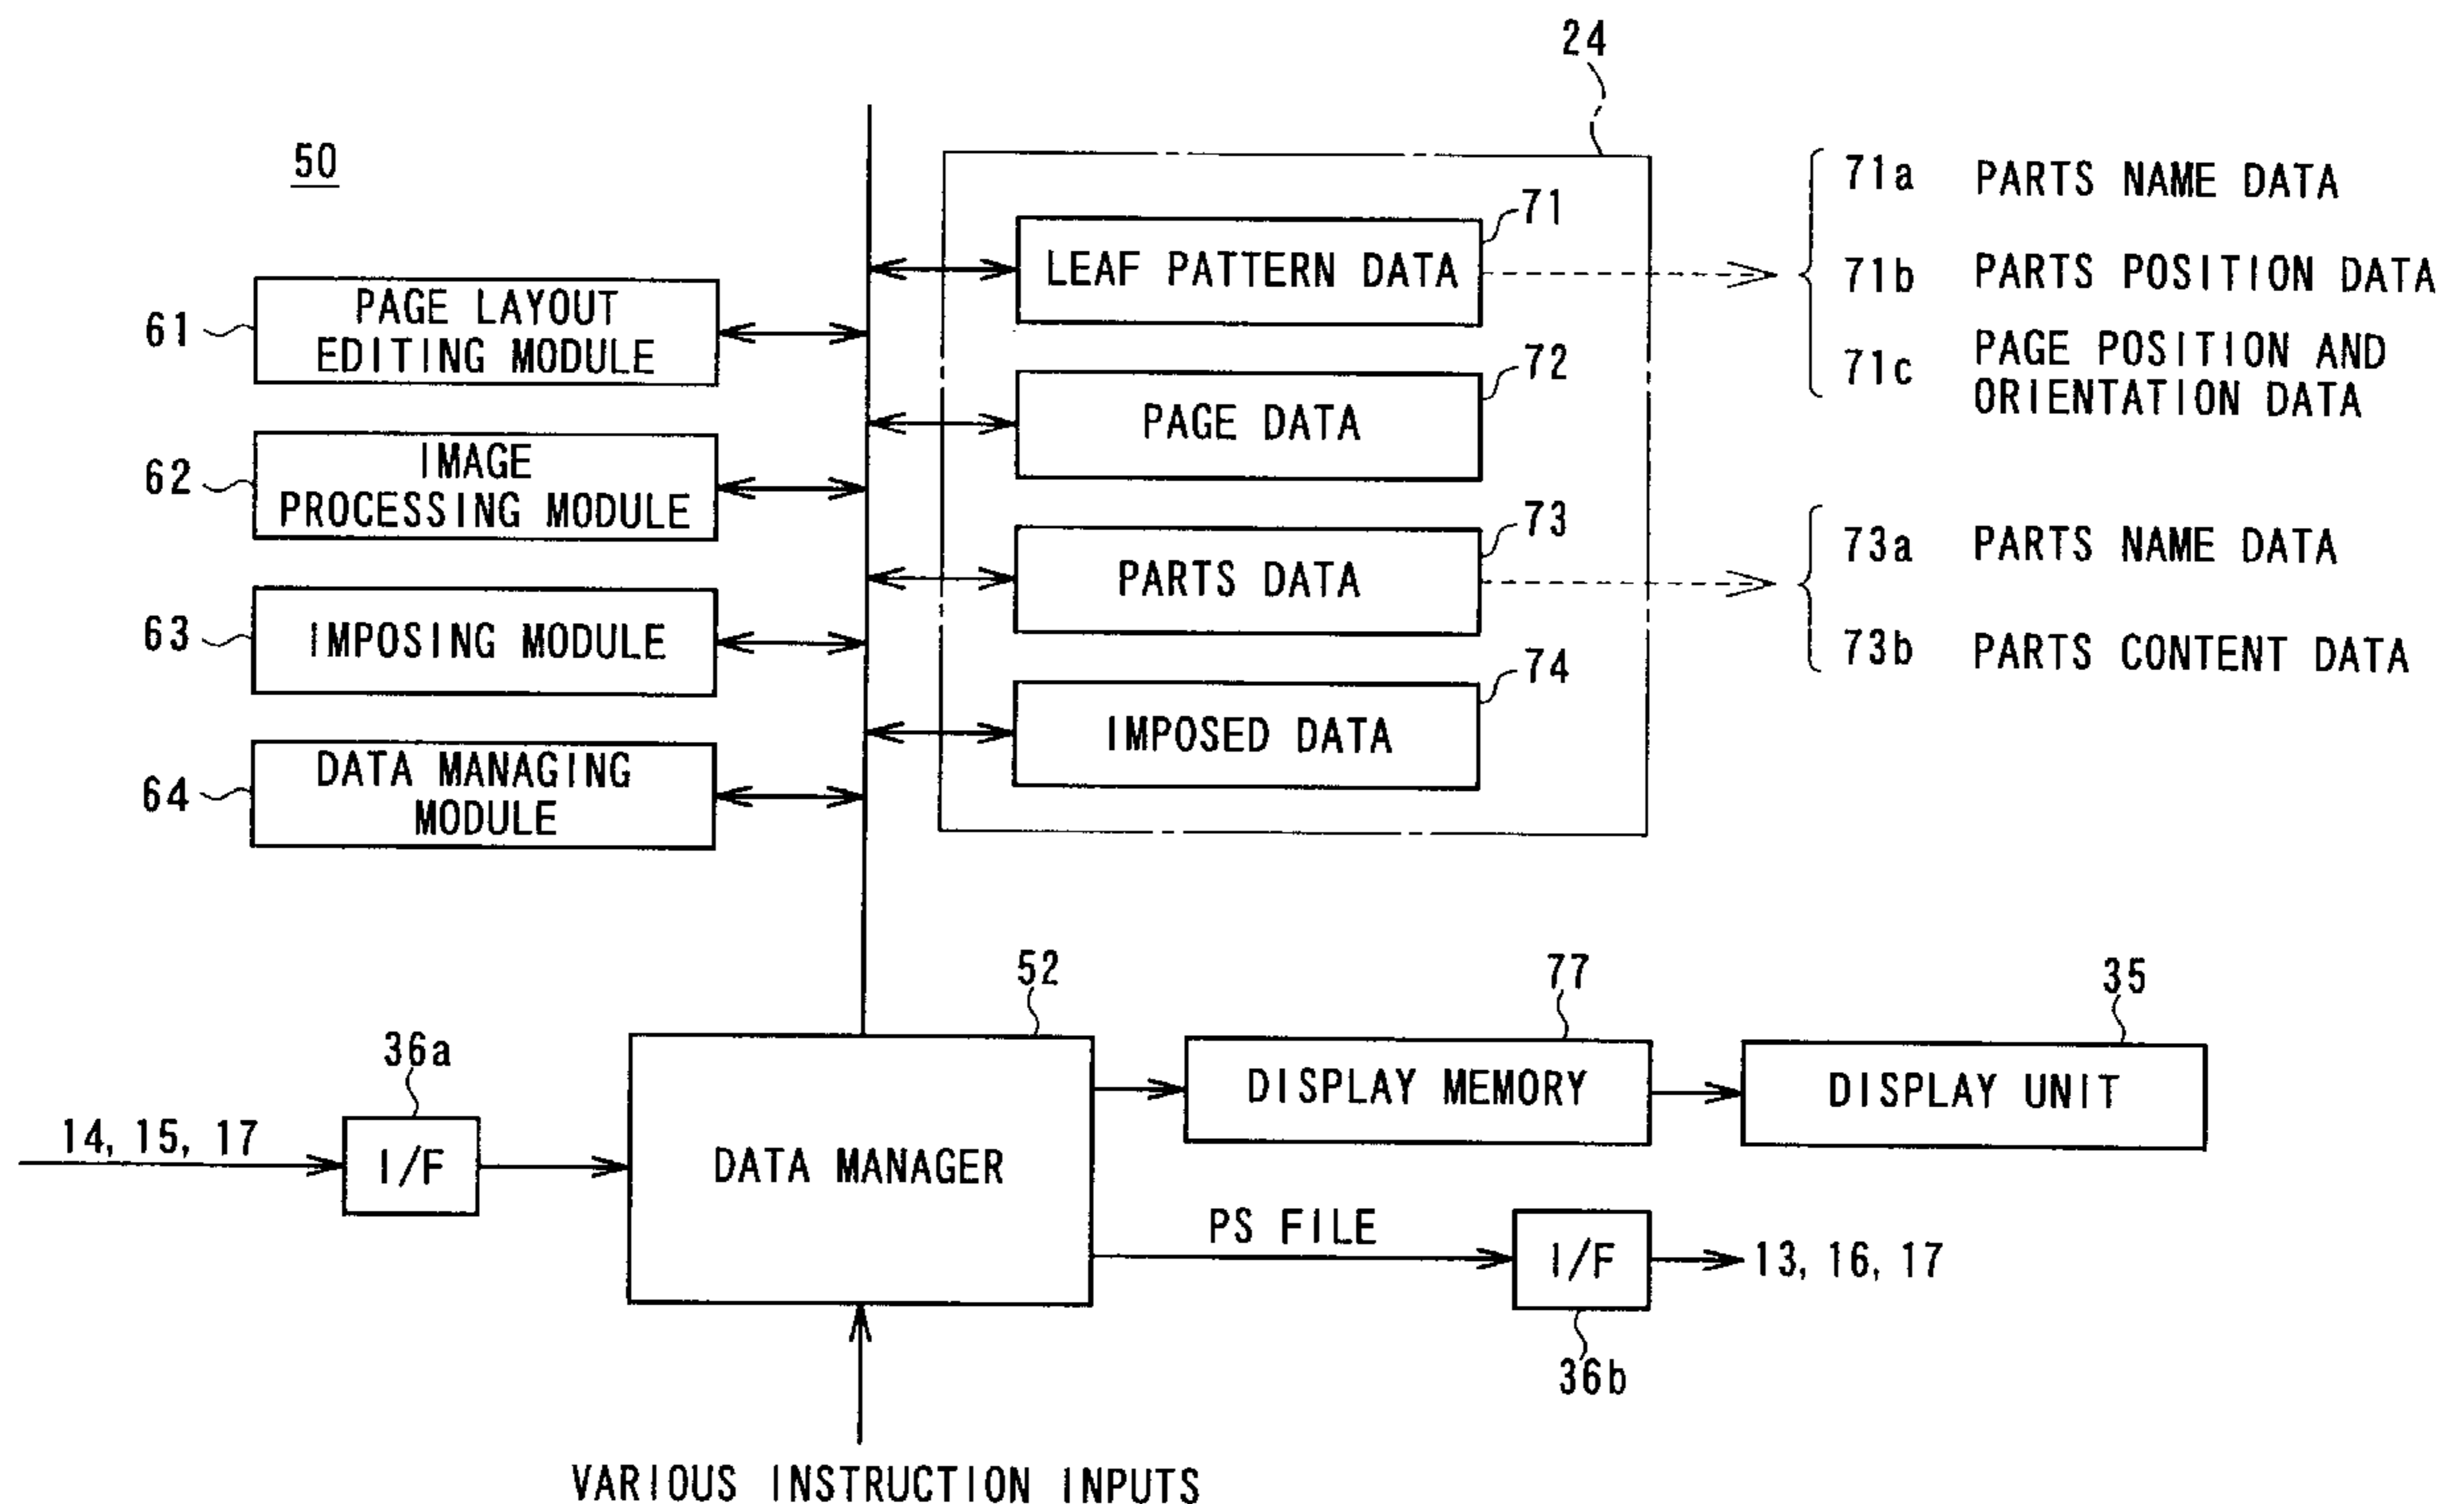 24
50
71
LEAF PATTERN DATA
71a PARTS NAME DATA
71b PARTS POSITION DATA
71c PAGE POSITION AND
ORIENTATION DATA
61
PAGE LAYOUT
EDITING MODULE
72
PAGE DATA
62
IMAGE
PROCESSING MODULE
73
PARTS DATA
73a PARTS NAME DATA
73b PARTS CONTENT DATA
63
IMPOSING MODULE
74
IMPOSED DATA
64
DATA MANAGING
MODULE
52
77
35
36a
14, 15, 17
I/F
DATA MANAGER
DISPLAY MEMORY
DISPLAY UNIT
PS FILE
I/F
13, 16, 17
36b
VARIOUS INSTRUCTION INPUTS